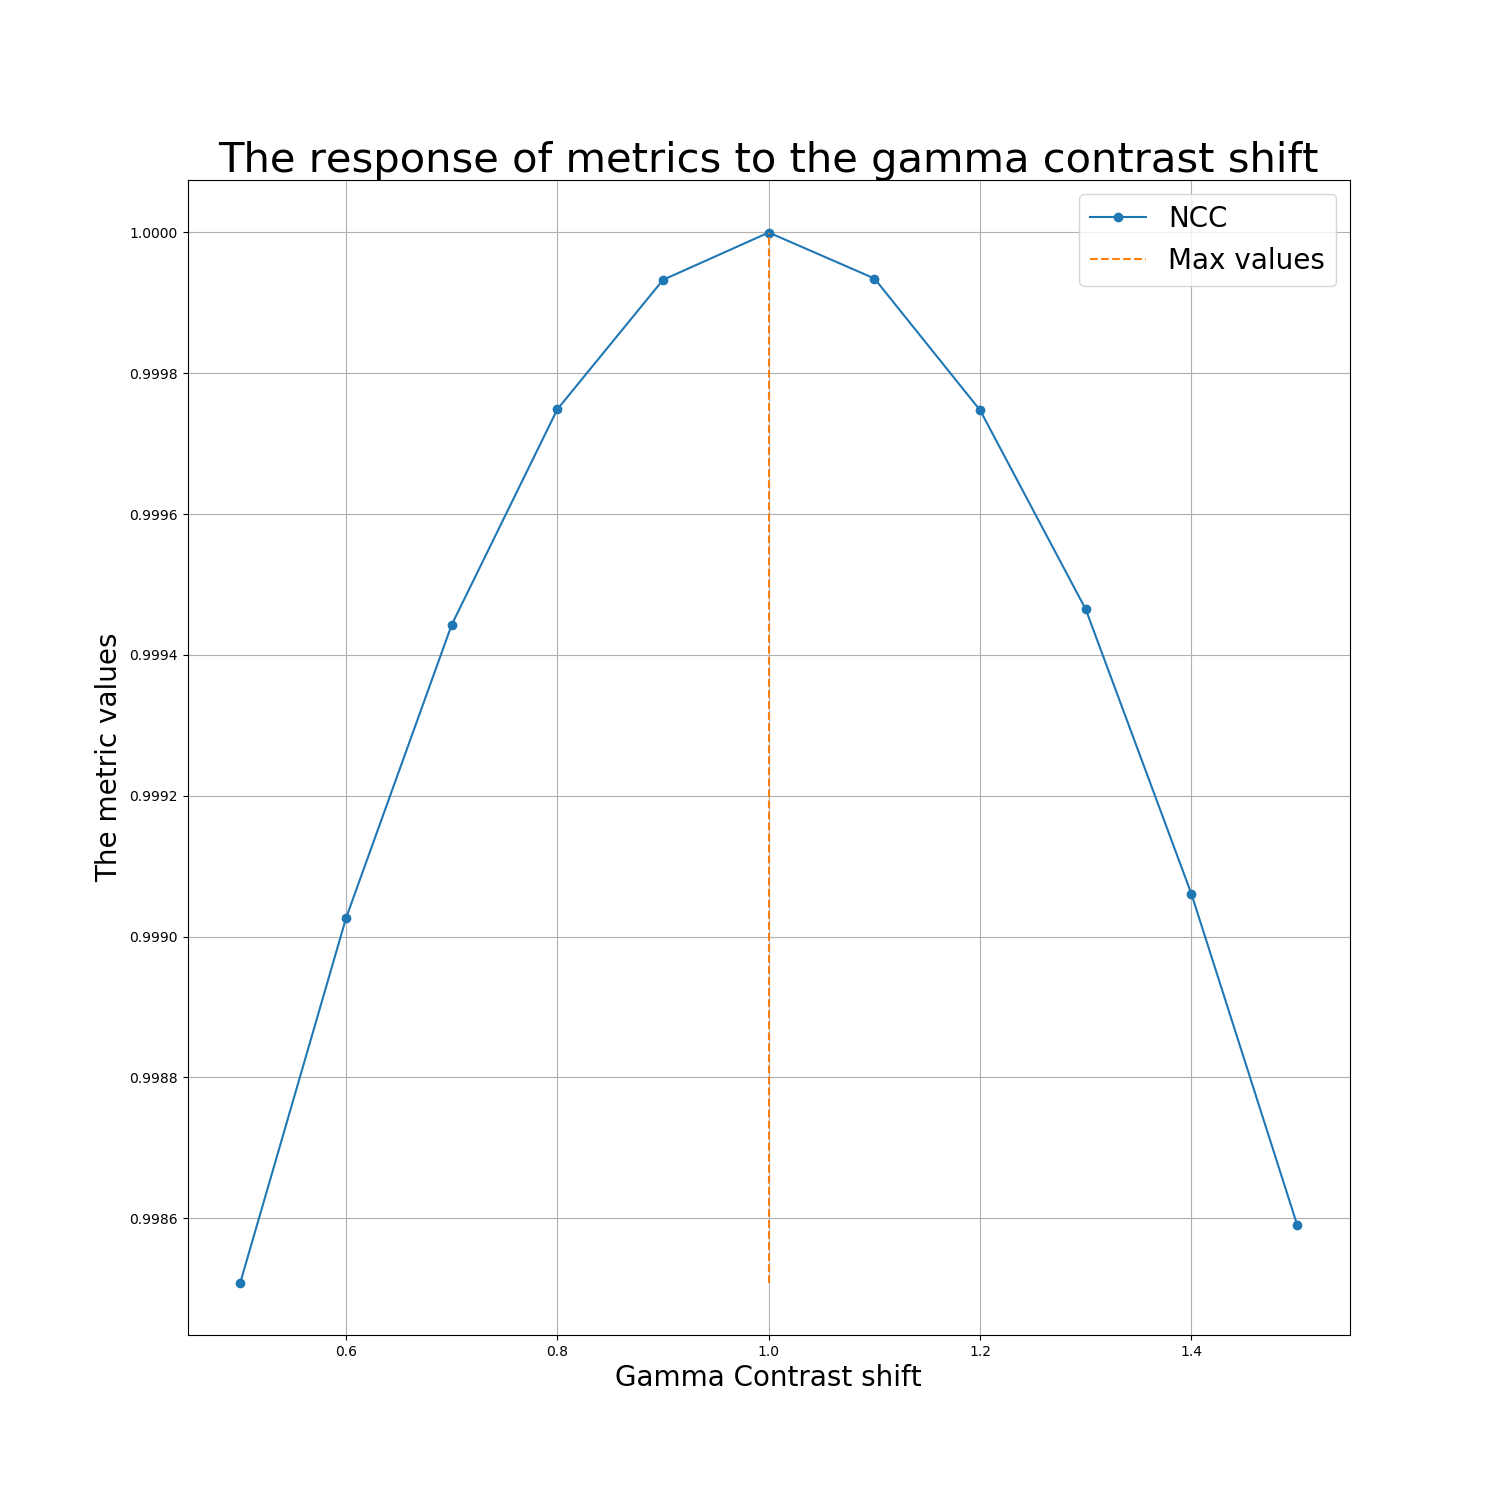 The response of metrics to the gamma contrast shift
NCC
Max values
1.0000
0.9998
0.9996
0.9994
0.9992
0.9990
0.9988
0.9986
The metric values
0.6 0.8 1.0 1.2 1.4
Gamma Contrast shift